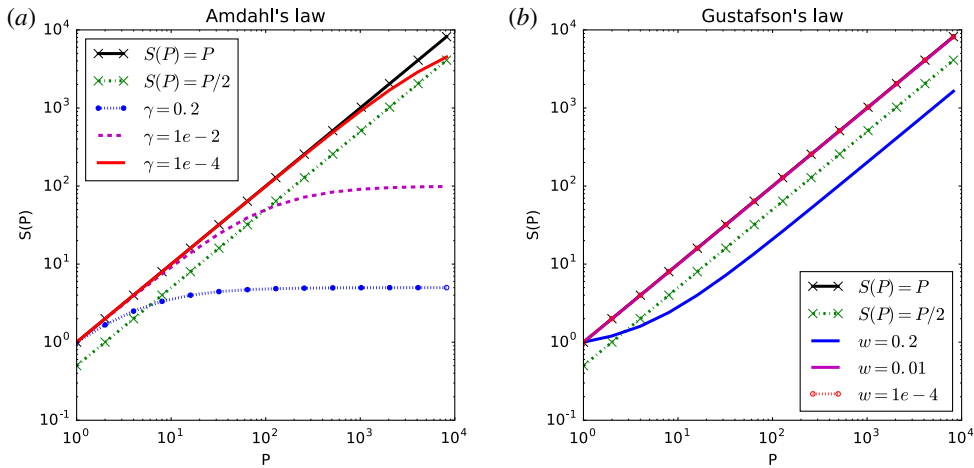 (a)
Amdahl's law
S(P) = P
S(P) = P/2
γ = 0.2
γ = 1e − 2
γ = 1e − 4
10^4
10^3
10^2
10^1
10^0
10^-1
S(P)
10^0 10^1 10^2 10^3 10^4
P
(b)
Gustafson's law
10^4
10^3
10^2
10^1
10^0
10^-1
S(P)
S(P) = P
S(P) = P/2
w = 0.2
w = 0.01
w = 1e − 4
10^0 10^1 10^2 10^3 10^4
P